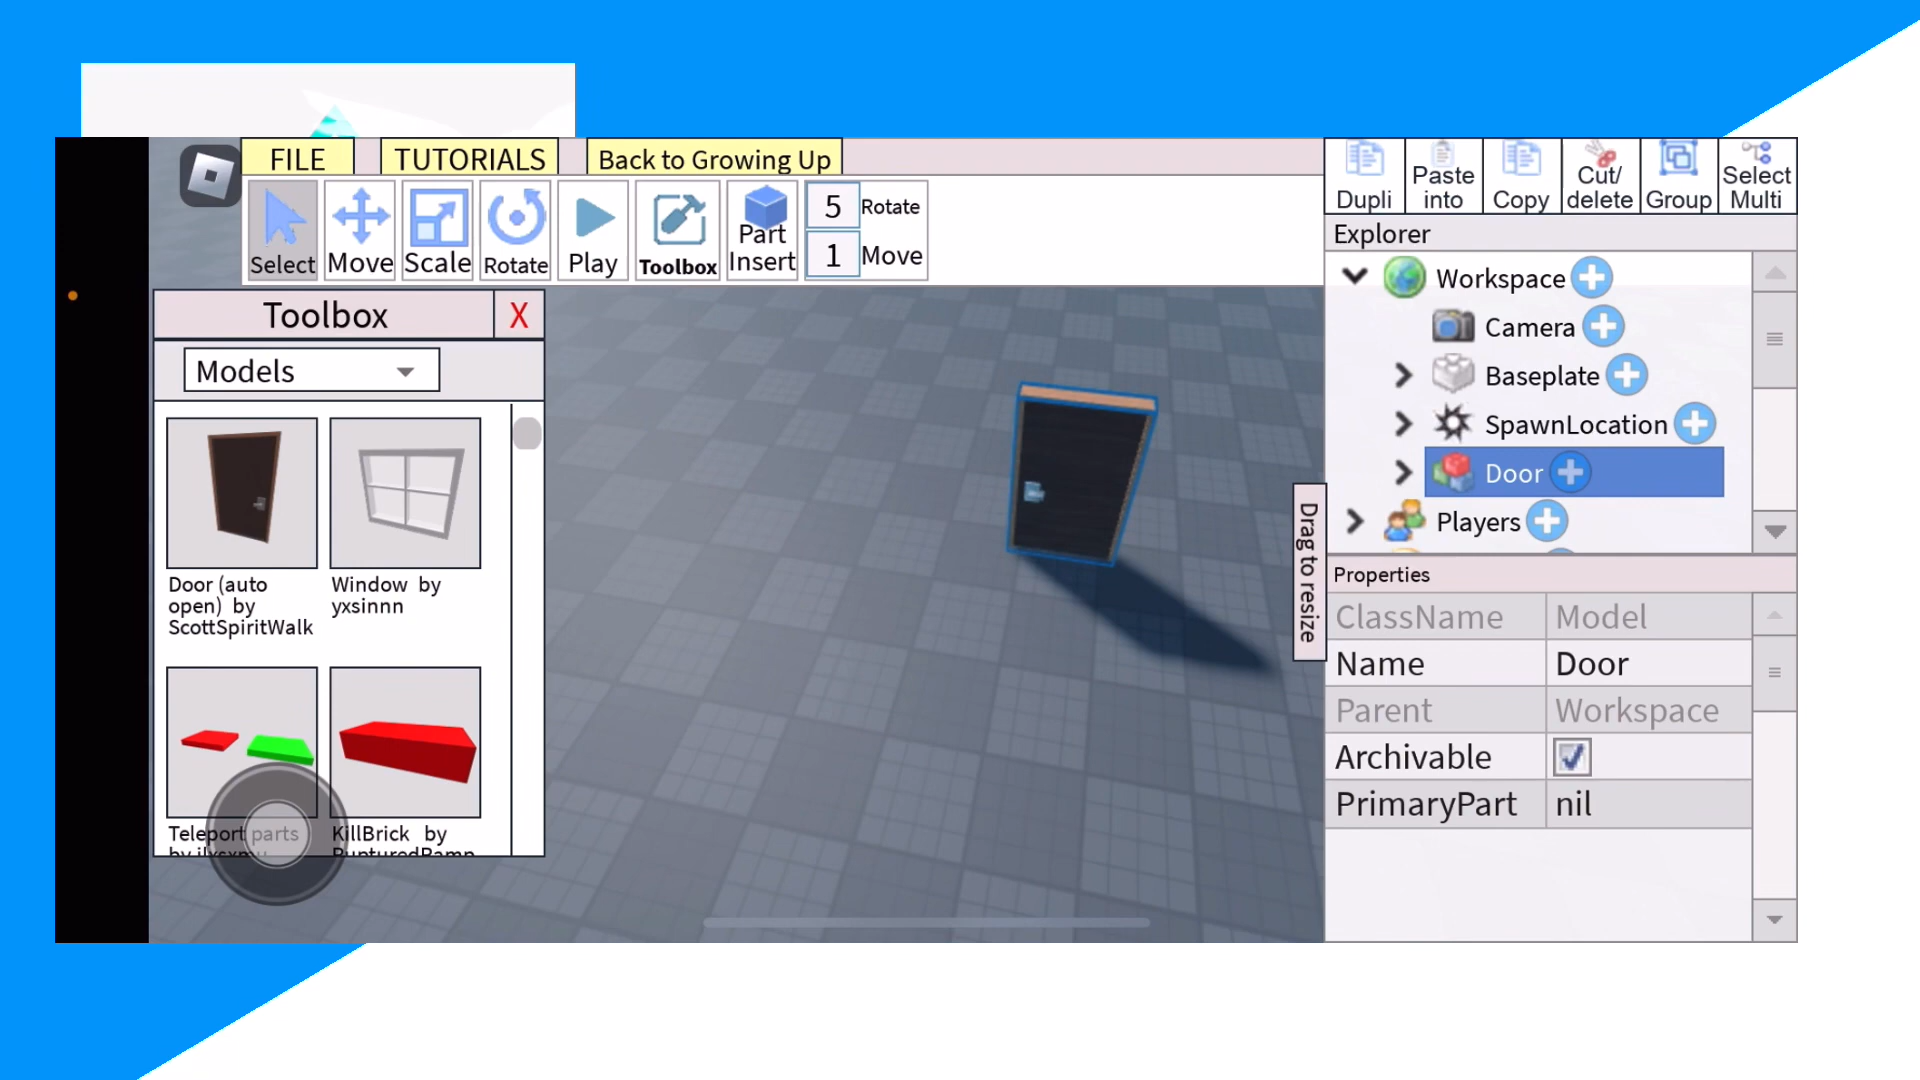 FILE
TUTORIALS
Back to Growing Up
Select
Move
Scale
Rotate
Play
Toolbox
Part
Insert
5 Rotate
1 Move
Dupli
Paste
into
Copy
Cut/
delete
Group
Select
Multi
Toolbox X
Models
Door (auto
open) by
ScottSpiritWalk
Window by
yxsinnn
Teleport parts
KillBrick by
Drag to resize
Explorer
Workspace
Camera
Baseplate
SpawnLocation
Door
Players
Properties
ClassName Model
Name Door
Parent Workspace
Archivable
PrimaryPart nil